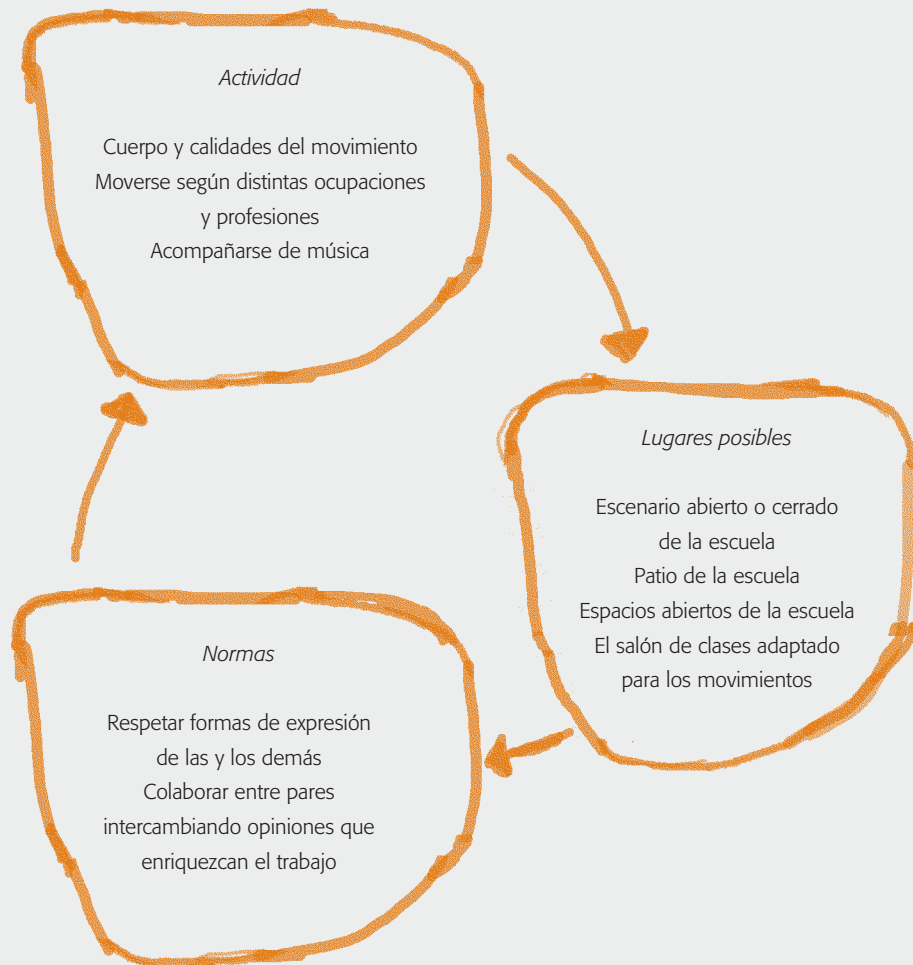 Actividad
Cuerpo y calidades del movimiento
Moverse según distintas ocupaciones
y profesiones
Acompañarse de música
Lugares posibles
Escenario abierto o cerrado
de la escuela
Patio de la escuela
Espacios abiertos de la escuela
El salón de clases adaptado
para los movimientos
Normas
Respetar formas de expresión
de las y los demás
Colaborar entre pares
intercambiando opiniones que
enriquezcan el trabajo